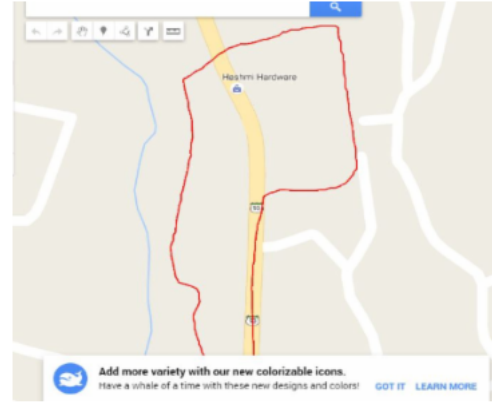 Hashmi Hardware
Add more variety with our new colorizable icons.
Have a whale of a time with these new designs and colors!
GOT IT
LEARN MORE